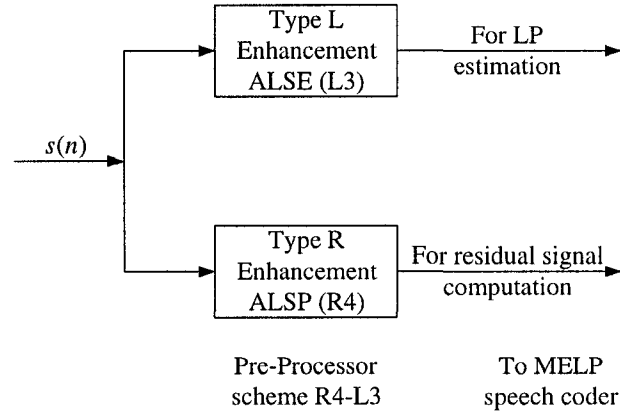 Type L
Enhancement
ALSE (L3)
For LP
estimation
s(n)
Type R
Enhancement
ALSP (R4)
For residual signal
computation
Pre-Processor
scheme R4-L3
To MELP
speech coder